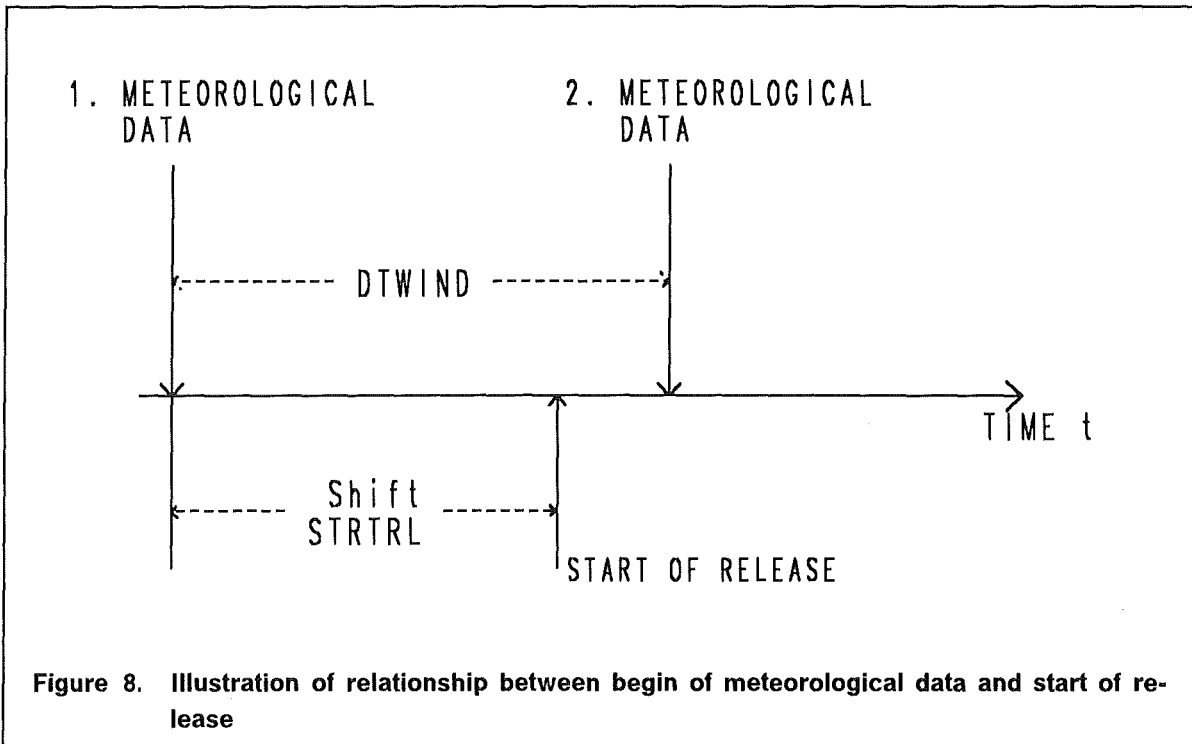 1. METEOROLOGICAL
DATA
2. METEOROLOGICAL
DATA
DTWIND
TIME t
Shift
STRTRL
START OF RELEASE
Figure 8. Illustration of relationship between begin of meteorological data and start of re-
lease